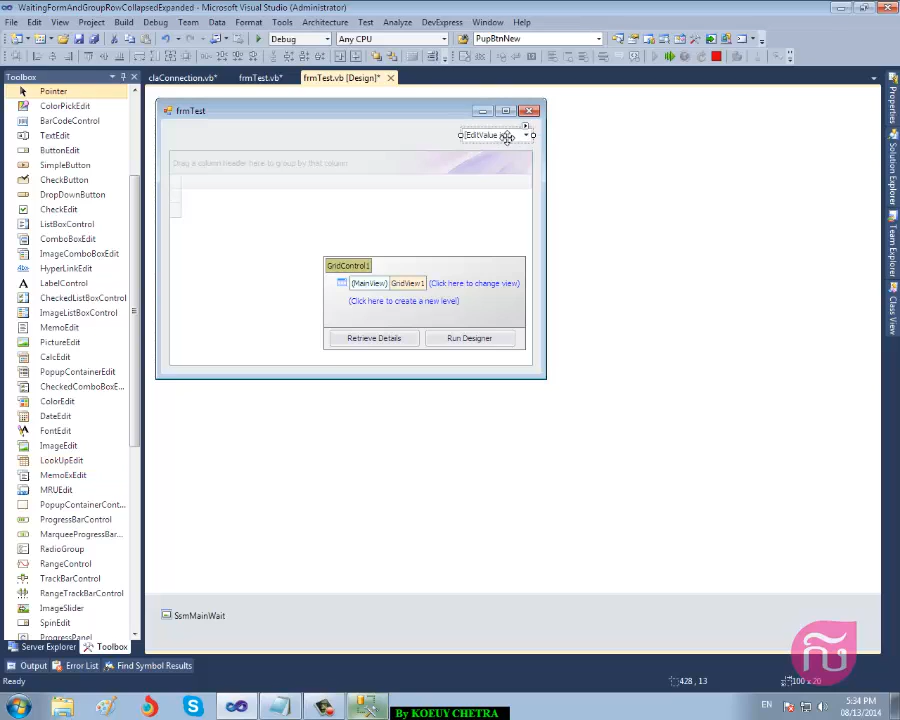 WaitingFormAndGroupRowCollapsedExpanded - Microsoft Visual Studio (Administrator)
File Edit View Project Build Debug Team Data Format Tools Architecture Test Analyze DevExpress Window Help
Debug Any CPU PupBtnNew
Toolbox
claConnection.vb* frmTest.vb* frmTest.vb [Design]*
Pointer
ColorPickEdit
BarCodeControl
TextEdit
ButtonEdit
SimpleButton
CheckButton
DropDownButton
CheckEdit
ListBoxControl
ComboBoxEdit
ImageComboBoxEdit
HyperLinkEdit
LabelControl
CheckedListBoxControl
ImageListBoxControl
MemoEdit
PictureEdit
CalcEdit
PopupContainerEdit
CheckedComboBoxE...
ColorEdit
DateEdit
FontEdit
ImageEdit
LookUpEdit
MemoExEdit
MRUEdit
PopupContainerCont...
ProgressBarControl
MarqueeProgressBar...
RadioGroup
RangeControl
TrackBarControl
RangeTrackBarControl
ImageSlider
SpinEdit
ProgressPanel
Server Explorer Toolbox
frmTest
[EditValue
Drag a column header here to group by that column
GridControl1
(MainView) GridView1 (Click here to change view)
(Click here to create a new level)
Retrieve Details Run Designer
SsmMainWait
Properties
Solution Explorer
Team Explorer
Class View
Output Error List Find Symbol Results
Ready 428 , 13 100 x 20
EN 5:34 PM
08/13/2014
By KOEUY CHETRA